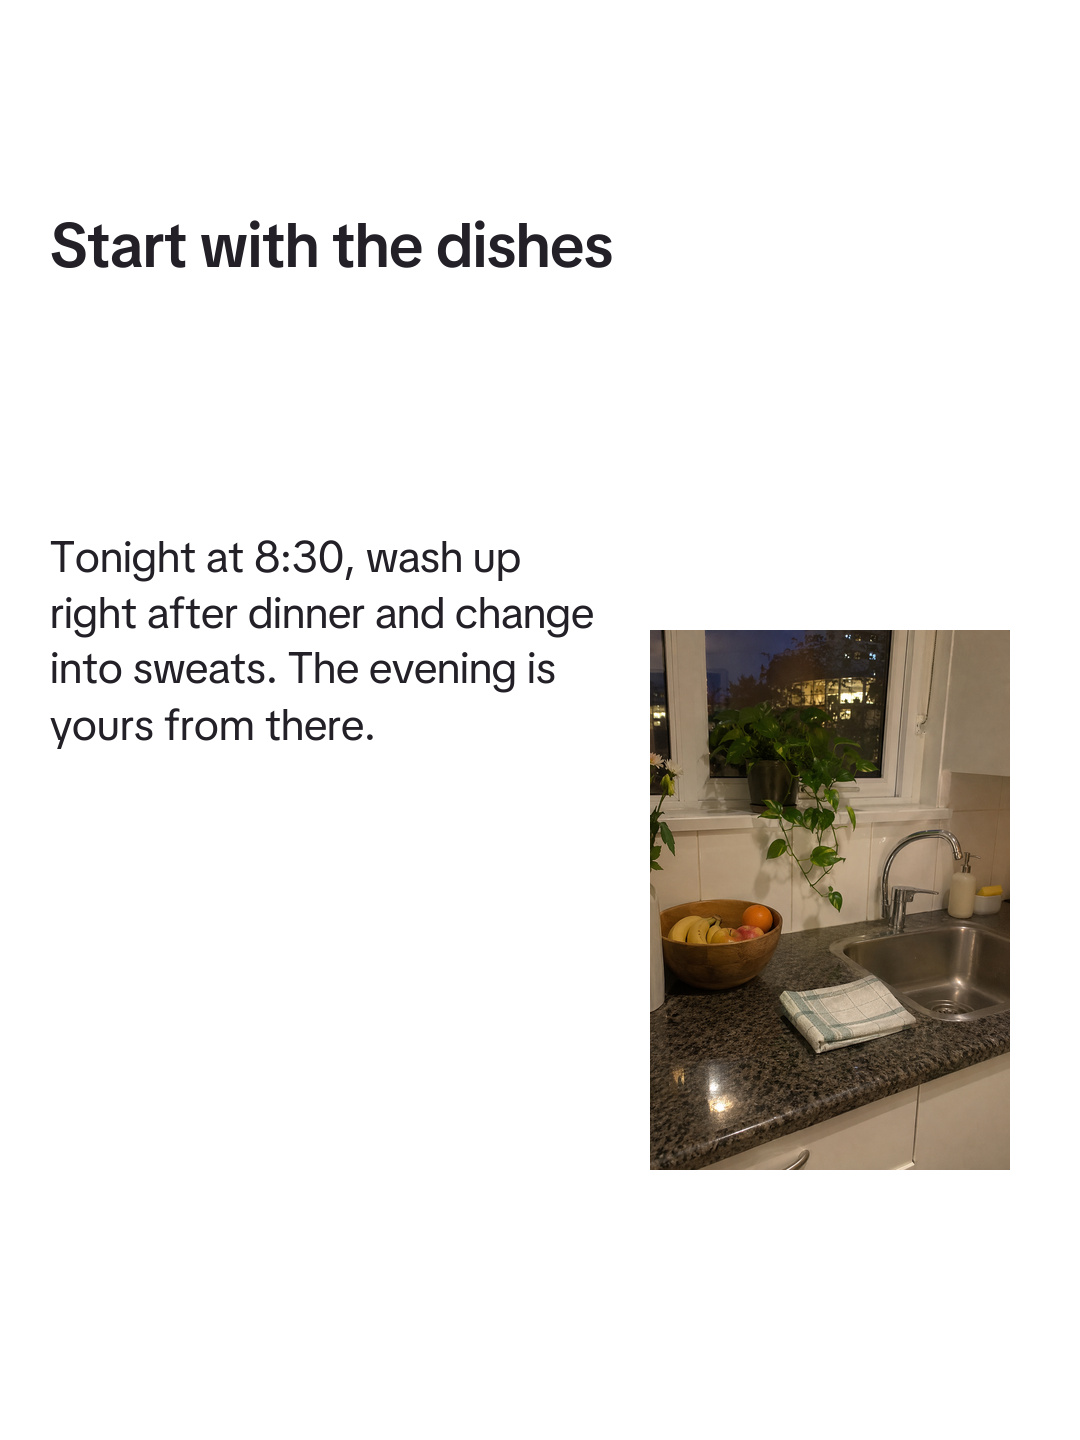 Start with the dishes
Tonight at 8:30, wash up
right after dinner and change
into sweats. The evening is
yours from there.